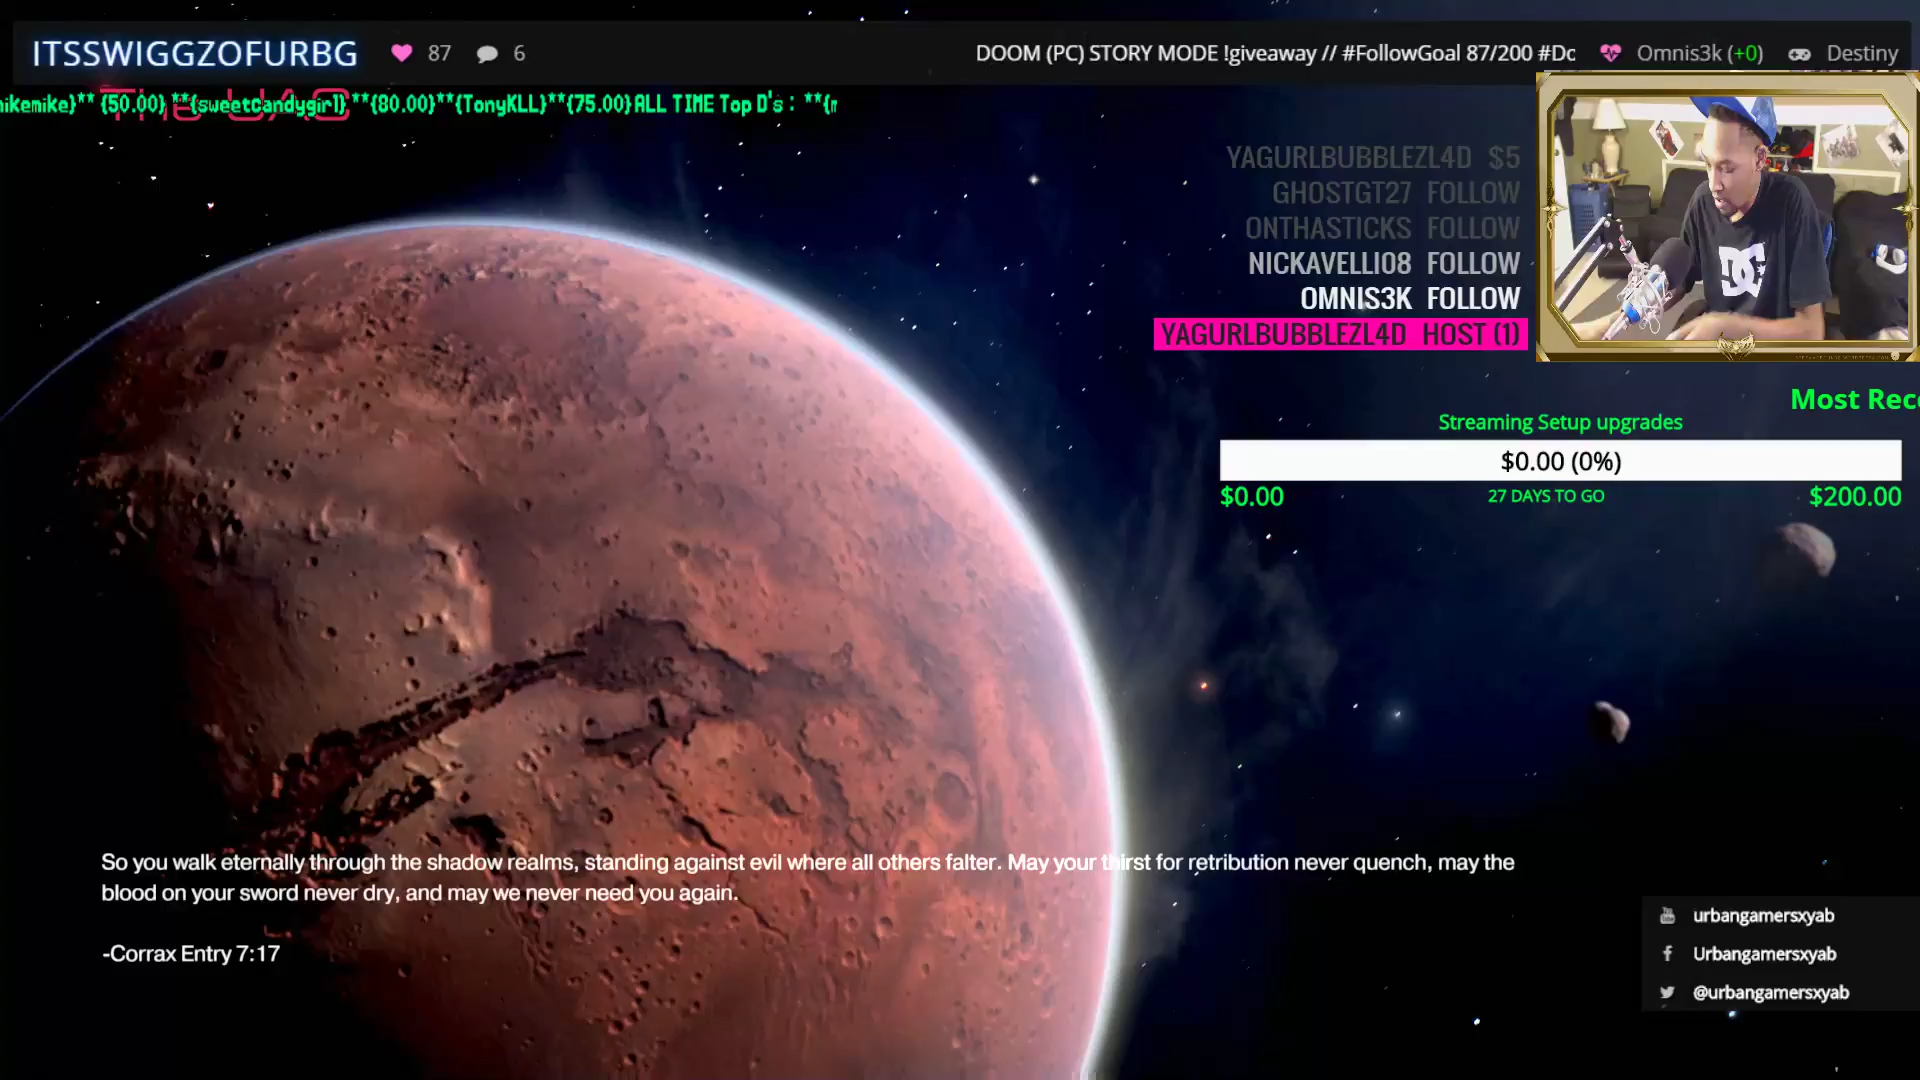 ITSSWIGGZOFURBG 87 6 DOOM (PC) STORY MODE !giveaway // #FollowGoal 87/200 #Dc Omnis3k (+0) Destiny
nikemike}** {50.00} **{sweetcandygirl} **{80.00}**{TonyKLL}**{75.00} ALL TIME Top D's : **{r
The UAC
YAGURLBUBBLEZL4D $5
GHOSTGT27 FOLLOW
ONTHASTICKS FOLLOW
NICKAVELLI08 FOLLOW
OMNIS3K FOLLOW
YAGURLBUBBLEZL4D HOST (1)
DC
Most Rec
Streaming Setup upgrades
$0.00 (0%)
$0.00 27 DAYS TO GO $200.00
So you walk eternally through the shadow realms, standing against evil where all others falter. May your thirst for retribution never quench, may the
blood on your sword never dry, and may we never need you again.
-Corrax Entry 7:17
urbangamersxyab
Urbangamersxyab
@urbangamersxyab